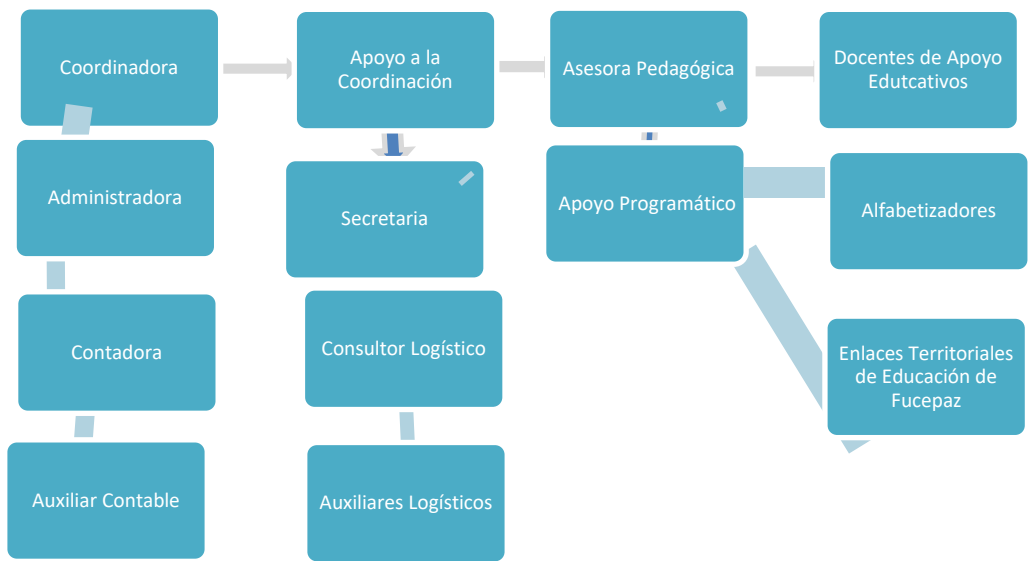 Coordinadora
Apoyo a la
Coordinación
Asesora Pedagógica
Docentes de Apoyo
Edutcativos
Administradora
Secretaria
Apoyo Programático
Alfabetizadores
Contadora
Consultor Logístico
Enlaces Territoriales
de Educación de
Fucepaz
Auxiliar Contable
Auxiliares Logísticos